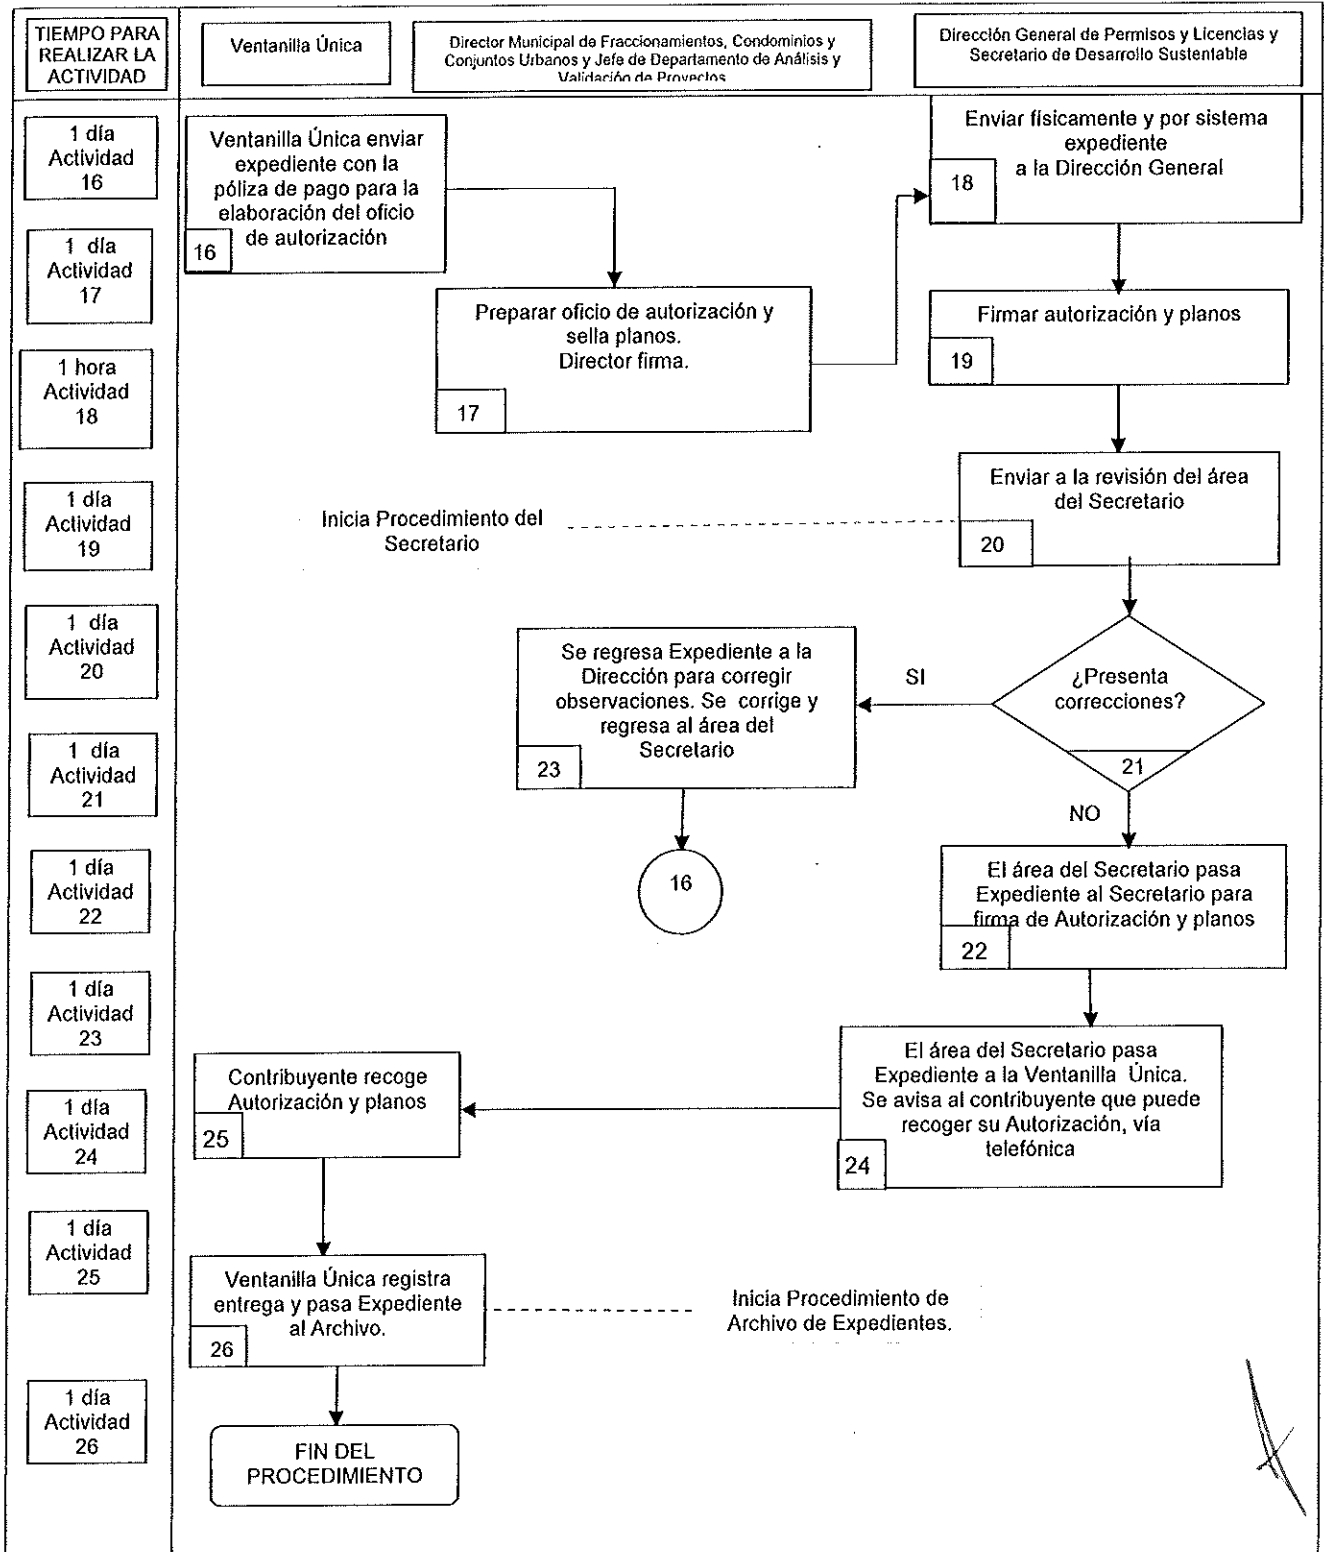 TIEMPO PARA
REALIZAR LA
ACTIVIDAD
Ventanilla Única
Director Municipal de Fraccionamientos, Condominios y
Conjuntos Urbanos y Jefe de Departamento de Análisis y
Validación de Proyectos
Dirección General de Permisos y Licencias y
Secretario de Desarrollo Sustentable
1 día
Actividad
16
1 día
Actividad
17
1 hora
Actividad
18
1 día
Actividad
19
1 día
Actividad
20
1 día
Actividad
21
1 día
Actividad
22
1 día
Actividad
23
1 día
Actividad
24
1 día
Actividad
25
1 día
Actividad
26
Ventanilla Única enviar
expediente con la
póliza de pago para la
elaboración del oficio
de autorización
16
Preparar oficio de autorización y
sella planos.
Director firma.
17
Enviar físicamente y por sistema
expediente
a la Dirección General
18
Firmar autorización y planos
19
Enviar a la revisión del área
del Secretario
20
Inicia Procedimiento del
Secretario
¿Presenta
correcciones?
21
SI
NO
Se regresa Expediente a la
Dirección para corregir
observaciones. Se corrige y
regresa al área del
Secretario
23
16
El área del Secretario pasa
Expediente al Secretario para
firma de Autorización y planos
22
El área del Secretario pasa
Expediente a la Ventanilla Única.
Se avisa al contribuyente que puede
recoger su Autorización, vía
telefónica
24
Contribuyente recoge
Autorización y planos
25
Ventanilla Única registra
entrega y pasa Expediente
al Archivo.
26
Inicia Procedimiento de
Archivo de Expedientes.
FIN DEL
PROCEDIMIENTO